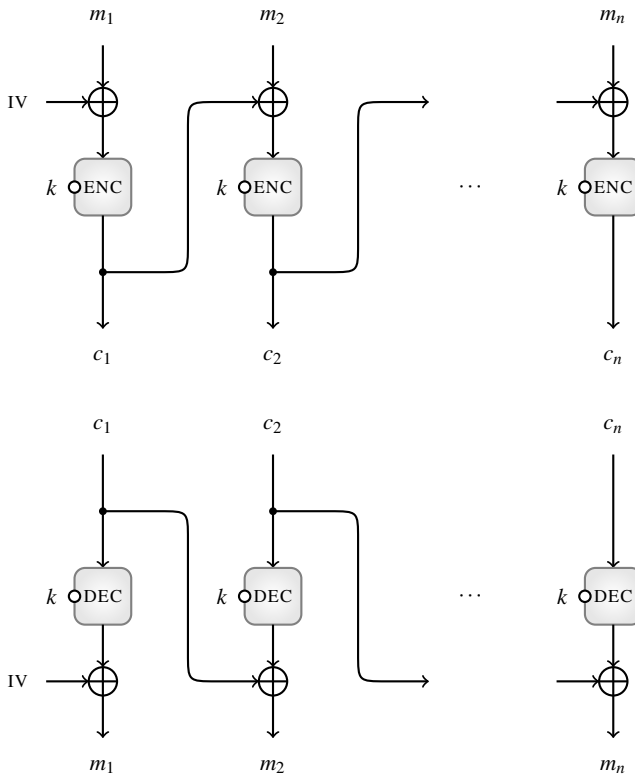 m₁ m₂ mₙ
IV
k ENC k ENC ... k ENC
c₁ c₂ cₙ
c₁ c₂ cₙ
k DEC k DEC ... k DEC
IV
m₁ m₂ mₙ